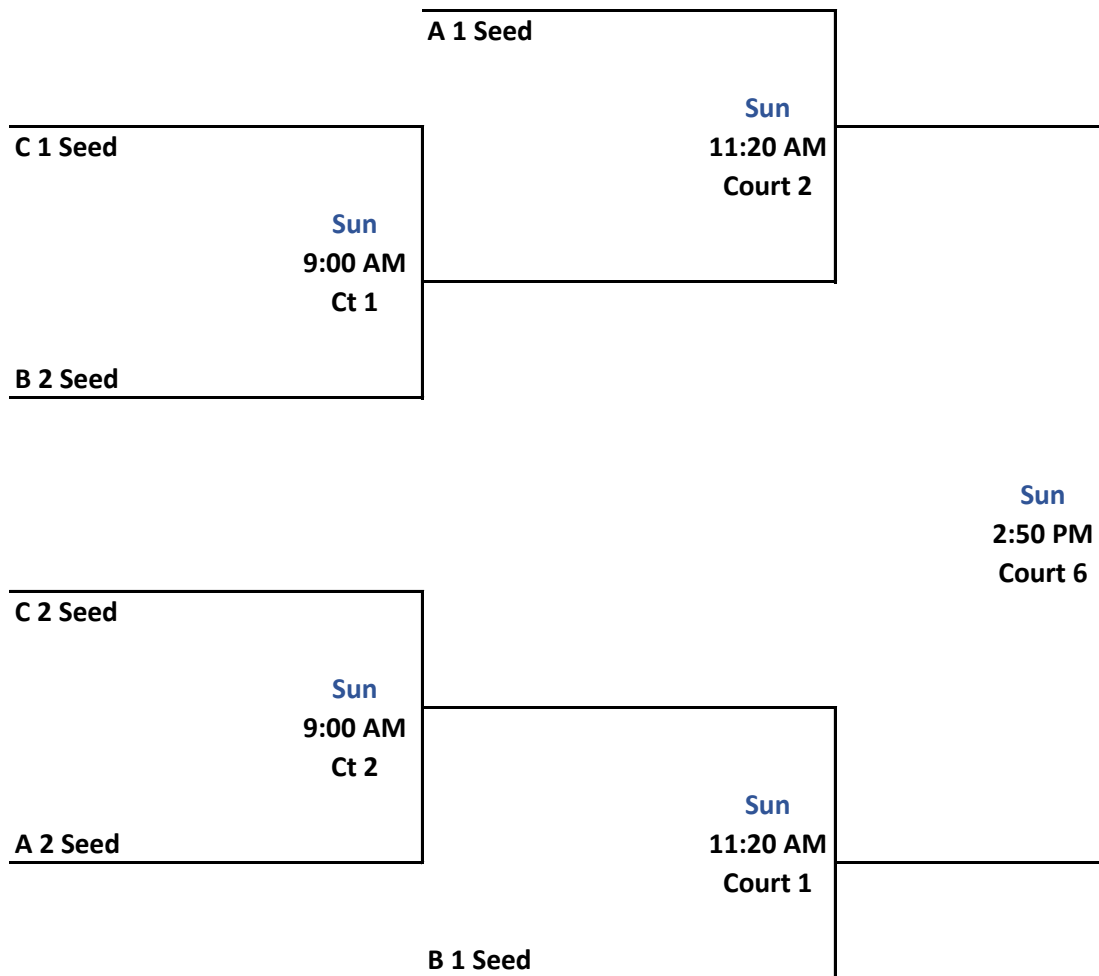 A 1 Seed
Sun
11:20 AM
Court 2
C 1 Seed
Sun
9:00 AM
Ct 1
B 2 Seed
Sun
2:50 PM
Court 6
C 2 Seed
Sun
9:00 AM
Ct 2
A 2 Seed
Sun
11:20 AM
Court 1
B 1 Seed